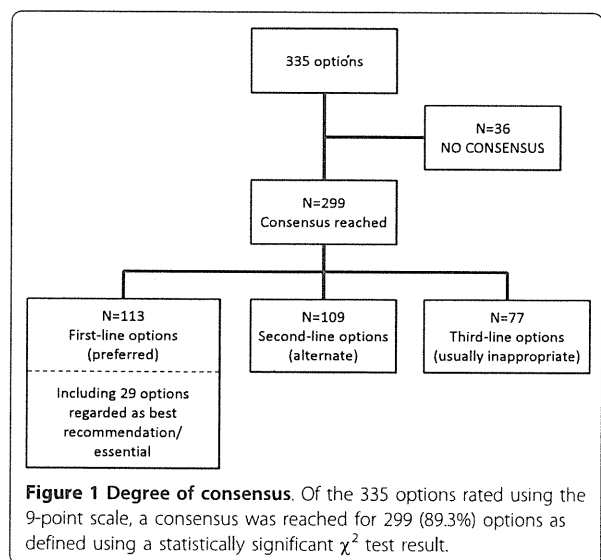 335 options
N=36
NO CONSENSUS
N=299
Consensus reached
N=113
First-line options
(preferred)
Including 29 options
regarded as best
recommendation/
essential
N=109
Second-line options
(alternate)
N=77
Third-line options
(usually inappropriate)
Figure 1 Degree of consensus. Of the 335 options rated using the
9-point scale, a consensus was reached for 299 (89.3%) options as
defined using a statistically significant χ² test result.